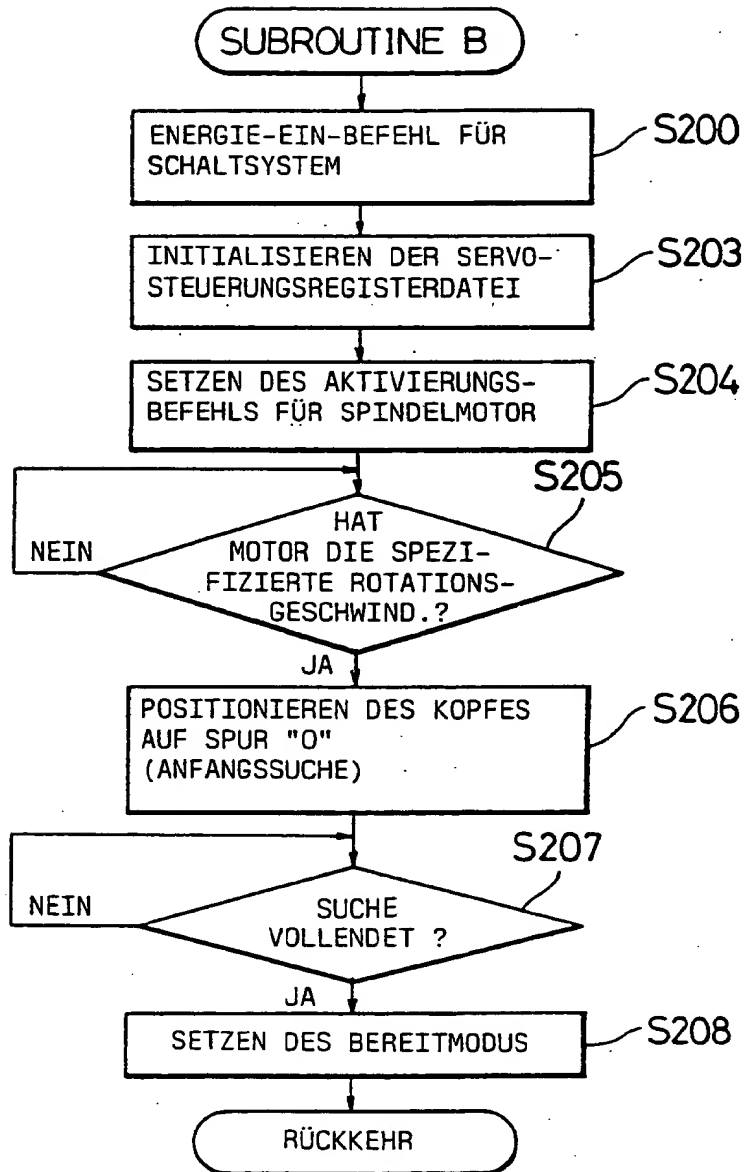 SUBROUTINE B
ENERGIE-EIN-BEFEHL FÜR
SCHALTSYSTEM
S200
INITIALISIEREN DER SERVO-
STEUERUNGSREGISTERDATEI
S203
SETZEN DES AKTIVIERUNGS-
BEFEHLS FÜR SPINDELMOTOR
S204
S205
HAT
MOTOR DIE SPEZI-
FIZIERTE ROTATIONS-
GESCHWIND.?
NEIN
JA
POSITIONIEREN DES KOPFES
AUF SPUR "0"
(ANFANGSSUCHE)
S206
S207
SUCHE
VOLLENDET ?
NEIN
JA
SETZEN DES BEREITMODUS
S208
RÜCKKEHR